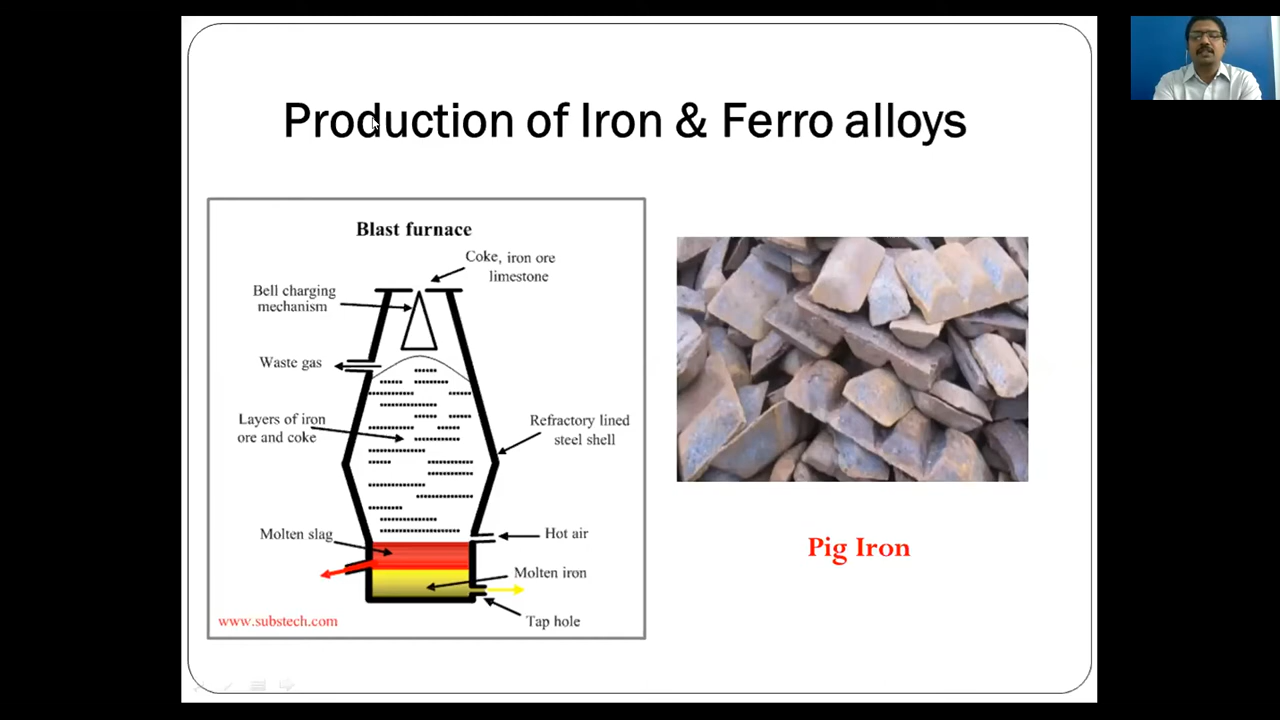 Production of Iron & Ferro alloys
Blast furnace
Coke, iron ore
limestone
Bell charging
mechanism
Waste gas
Layers of iron
ore and coke
Refractory lined
steel shell
Molten slag
Hot air
Molten iron
Tap hole
www.substech.com
Pig Iron